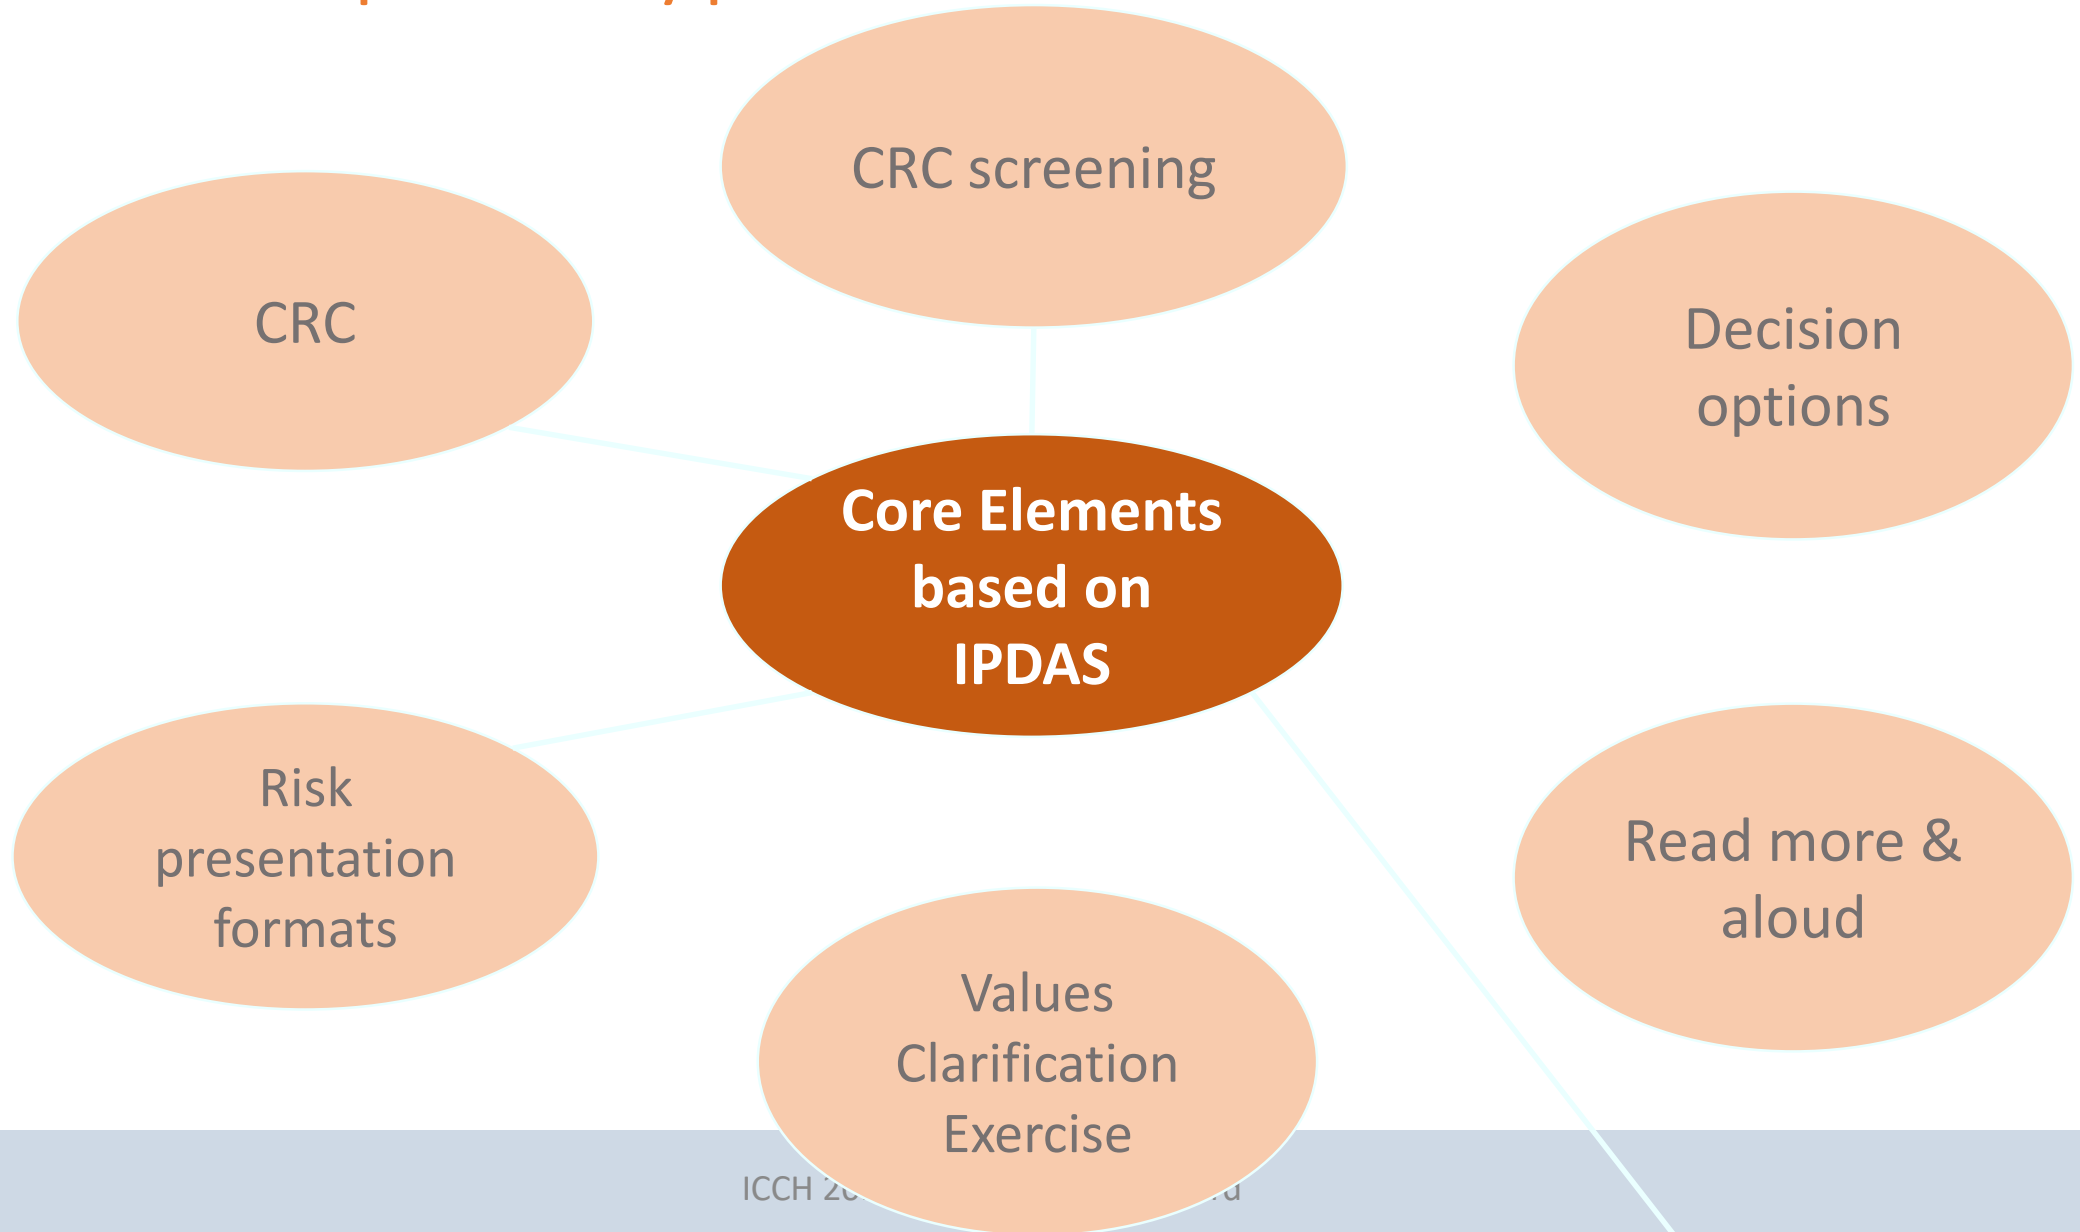 CRC screening
CRC
Decision
options
Core Elements
based on
IPDAS
Risk
presentation
formats
Read more &
aloud
Values
Clarification
Exercise
ICCH